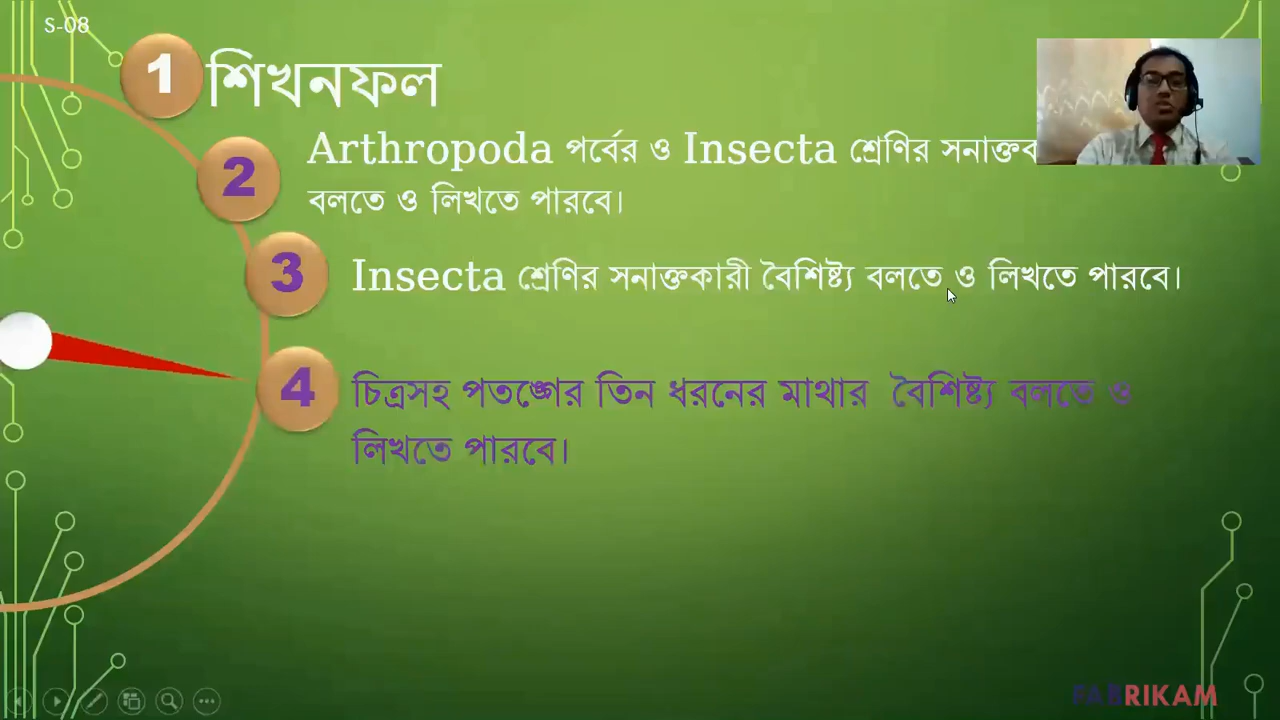 S-08
1 শিখনফল
2 Arthropoda পর্বের ও Insecta শ্রেণির
বলতে ও লিখতে পারবে।
3 Insecta শ্রেণির সনাক্তকারী বৈশিষ্ট্য বলতে ও লিখতে পারবে।
4 চিত্রসহ পতঙ্গের তিন ধরনের মাথার বৈশিষ্ট্য বলতে ও
লিখতে পারবে।
FABRIKAM